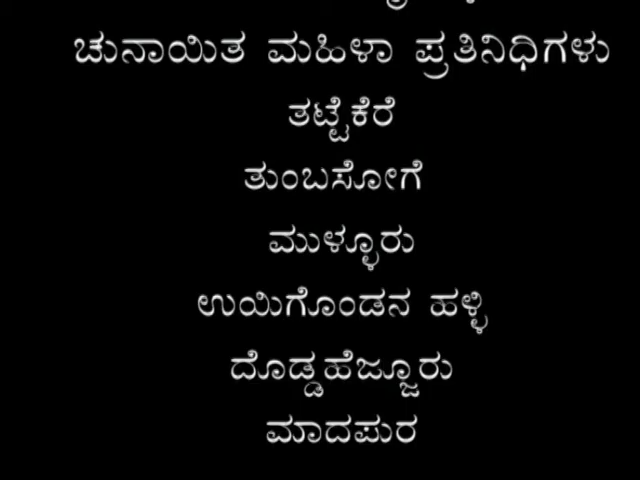 ಚುನಾಯಿತ ಮಹಿಳಾ ಪ್ರತಿನಿಧಿಗಳು
ತಟ್ಟೆಕೆರೆ
ತುಂಬಸೋಗೆ
ಮುಳ್ಳೂರು
ಉಯಿಗೊಂಡನ ಹಳ್ಳಿ
ದೊಡ್ಡಹೆಜ್ಜೂರು
ಮಾದಪುರ